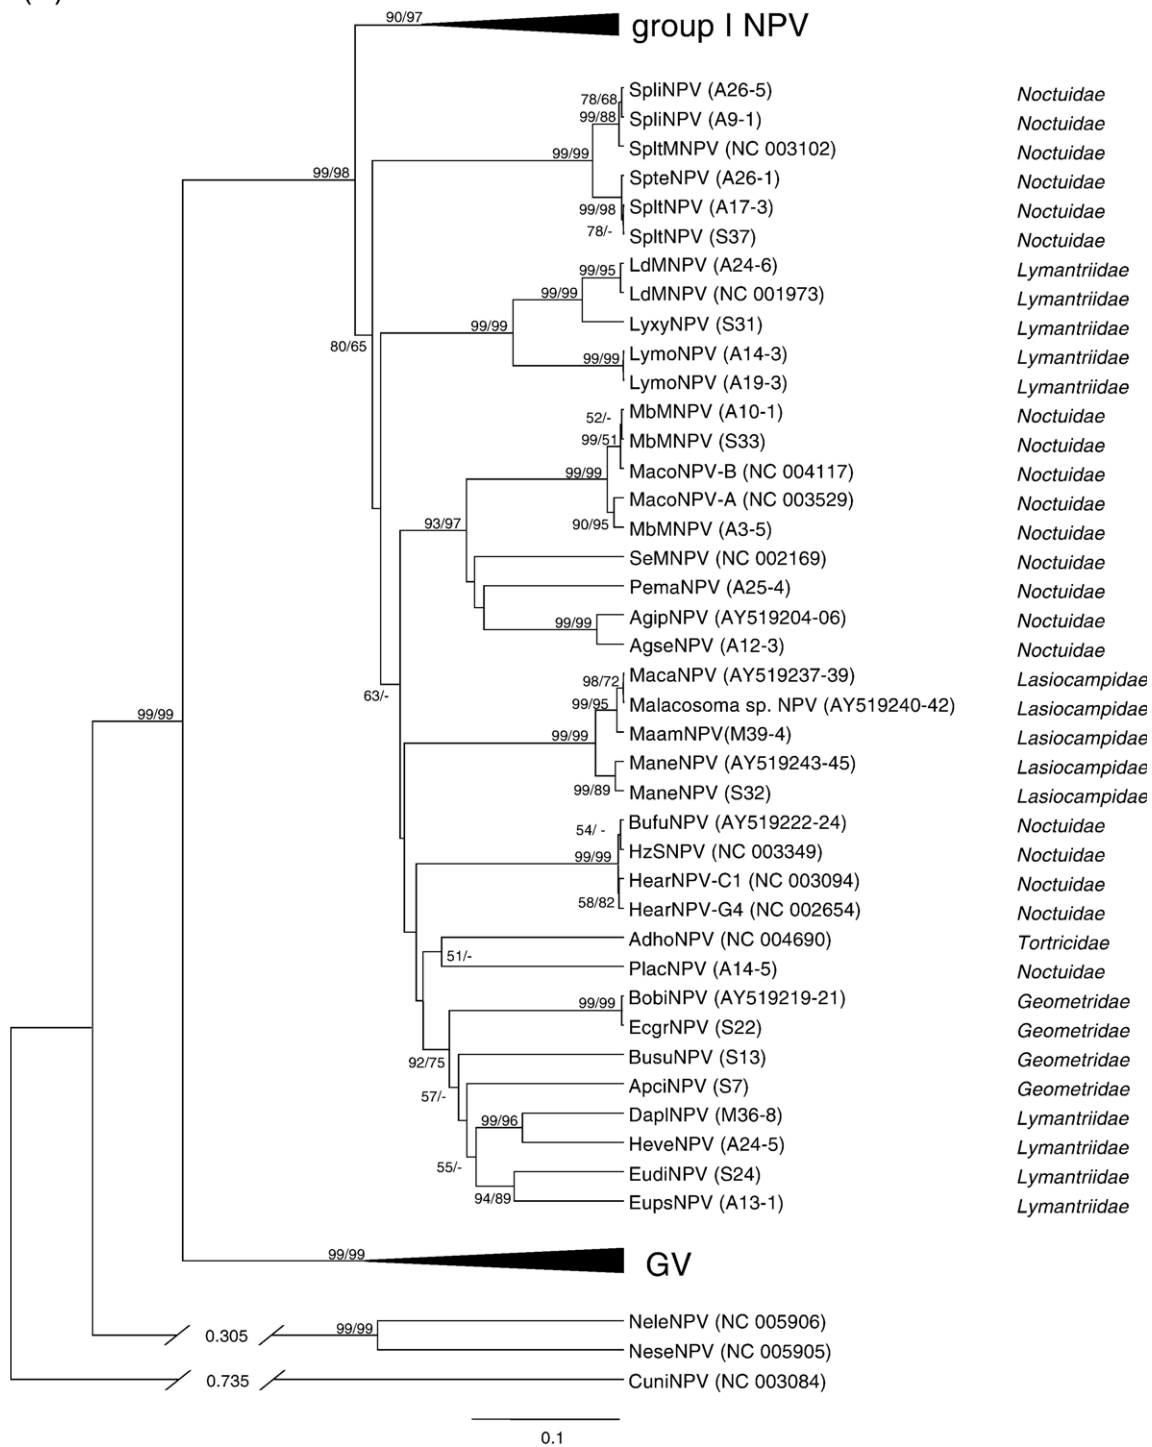 90/97
group I NPV
SpliNPV (A26-5) Noctuidae
78/68
99/88
SpliNPV (A9-1) Noctuidae
99/99
SpltMNPV (NC 003102) Noctuidae
99/98
SpteNPV (A26-1) Noctuidae
99/98
SpltNPV (A17-3) Noctuidae
78/-
SpltNPV (S37) Noctuidae
99/95
LdMNPV (A24-6) Lymantriidae
99/99
LdMNPV (NC 001973) Lymantriidae
99/99
LyxyNPV (S31) Lymantriidae
80/65
99/99
LymoNPV (A14-3) Lymantriidae
LymoNPV (A19-3) Lymantriidae
52/-
MbMNPV (A10-1) Noctuidae
99/51
MbMNPV (S33) Noctuidae
99/99
MacoNPV-B (NC 004117) Noctuidae
MacoNPV-A (NC 003529) Noctuidae
93/97
90/95
MbMNPV (A3-5) Noctuidae
SeMNPV (NC 002169) Noctuidae
PemaNPV (A25-4) Noctuidae
99/99
AgipNPV (AY519204-06) Noctuidae
AgseNPV (A12-3) Noctuidae
98/72
MacaNPV (AY519237-39) Lasiocampidae
63/-
99/95
Malacosoma sp. NPV (AY519240-42) Lasiocampidae
99/99
99/99
MaamNPV(M39-4) Lasiocampidae
ManeNPV (AY519243-45) Lasiocampidae
99/89
ManeNPV (S32) Lasiocampidae
54/ -
BufuNPV (AY519222-24) Noctuidae
99/99
HzSNPV (NC 003349) Noctuidae
HearNPV-C1 (NC 003094) Noctuidae
58/82
HearNPV-G4 (NC 002654) Noctuidae
AdhoNPV (NC 004690) Tortricidae
51/-
PlacNPV (A14-5) Noctuidae
99/99
BobiNPV (AY519219-21) Geometridae
EcgrNPV (S22) Geometridae
92/75
BusuNPV (S13) Geometridae
57/-
ApciNPV (S7) Geometridae
99/96
DaplNPV (M36-8) Lymantriidae
HeveNPV (A24-5) Lymantriidae
55/-
EudiNPV (S24) Lymantriidae
94/89
EupsNPV (A13-1) Lymantriidae
99/99
GV
NeleNPV (NC 005906)
0.305
99/99
NeseNPV (NC 005905)
0.735
CuniNPV (NC 003084)
0.1